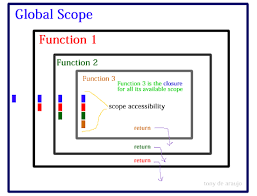 Global Scope
Function 1
Function 2
Function 3
Function 3 is the closure
for all its available scope
scope accessibility
return
return
return